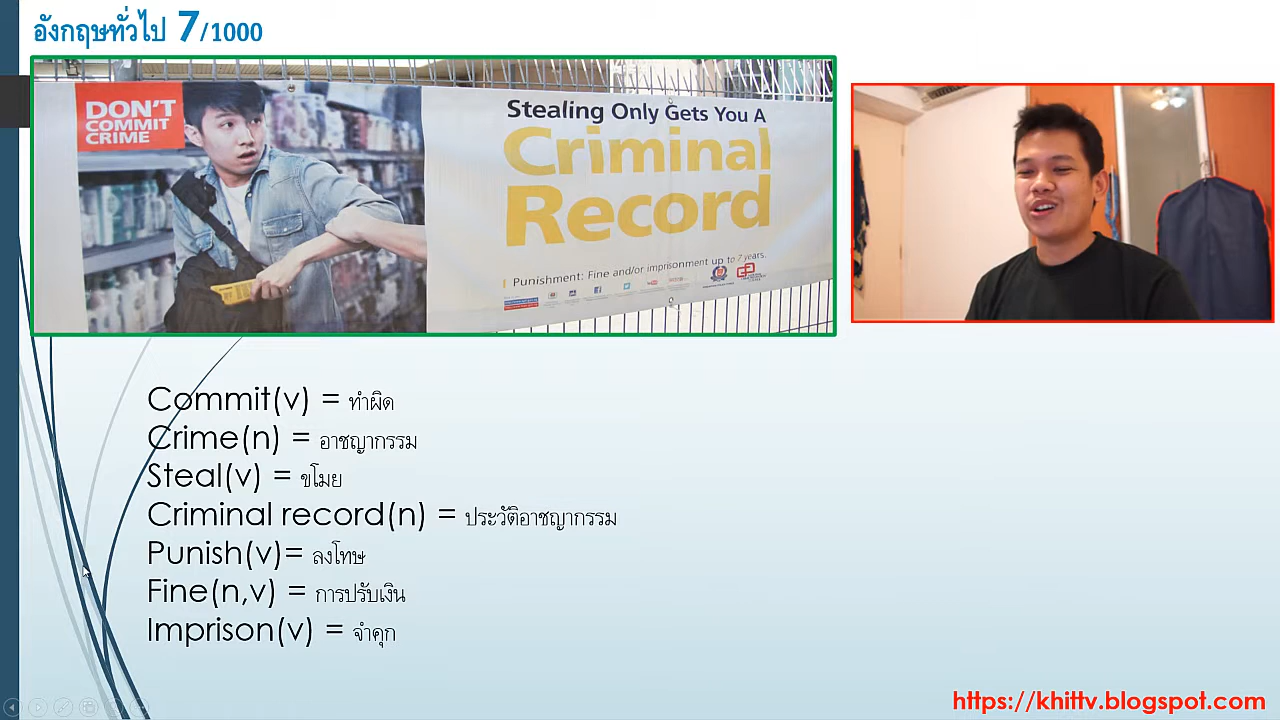 อังกฤษทั่วไป 7/1000
DON'T
COMMIT
CRIME
Stealing Only Gets You A
Criminal
Record
Punishment: Fine and/or imprisonment up to 7 years.
Commit(v) = ทำผิด
Crime(n) = อาชญากรรม
Steal(v) = ขโมย
Criminal record(n) = ประวัติอาชญากรรม
Punish(v)= ลงโทษ
Fine(n,v) = การปรับเงิน
Imprison(v) = จำคุก
https://khittv.blogspot.com